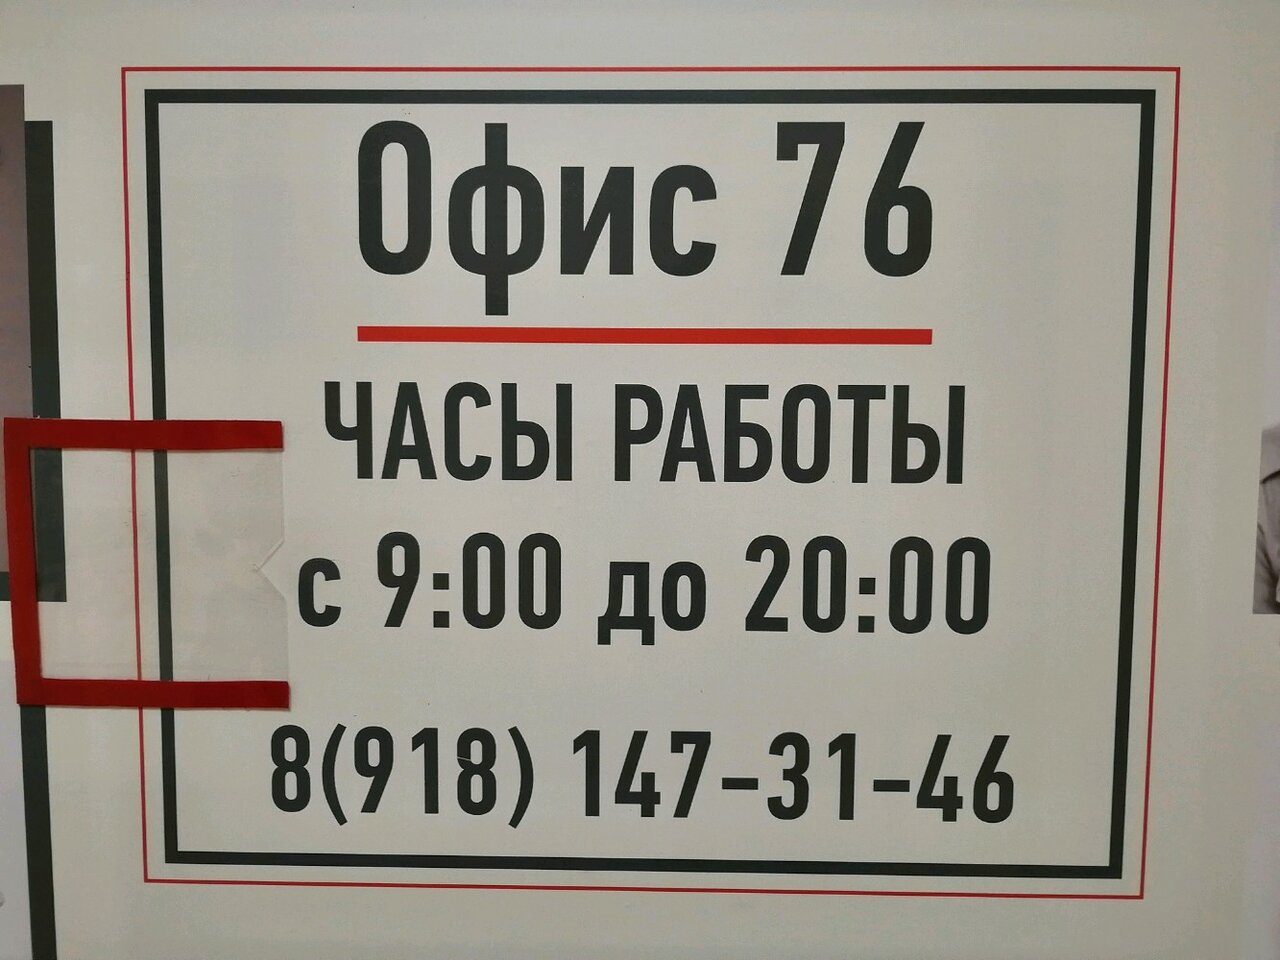 Офис 76
ЧАСЫ РАБОТЫ
с 9:00 до 20:00
8(918) 147-31-46